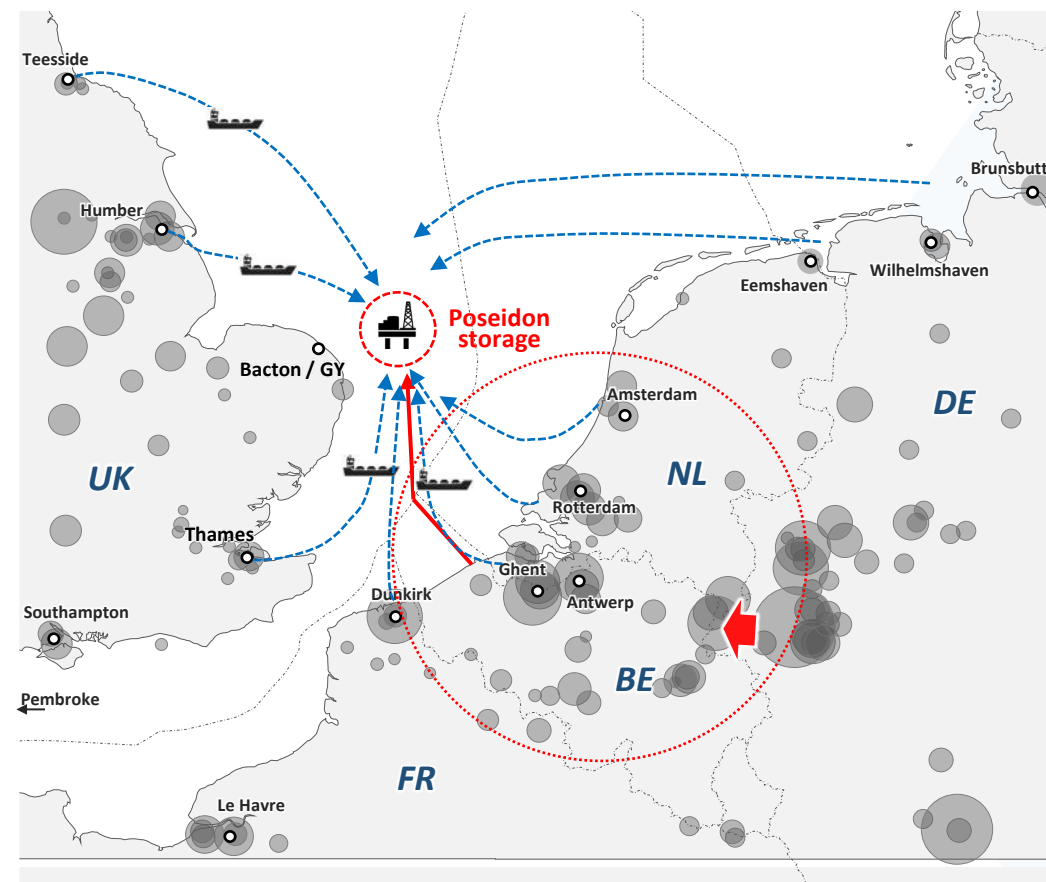 Teesside
Brunsbutt
Humber
Wilhelmshaven
Eemshaven
Poseidon
storage
Bacton / GY
Amsterdam
DE
UK
NL
Rotterdam
Thames
Ghent
Dunkirk
Antwerp
Southampton
BE
Pembroke
FR
Le Havre